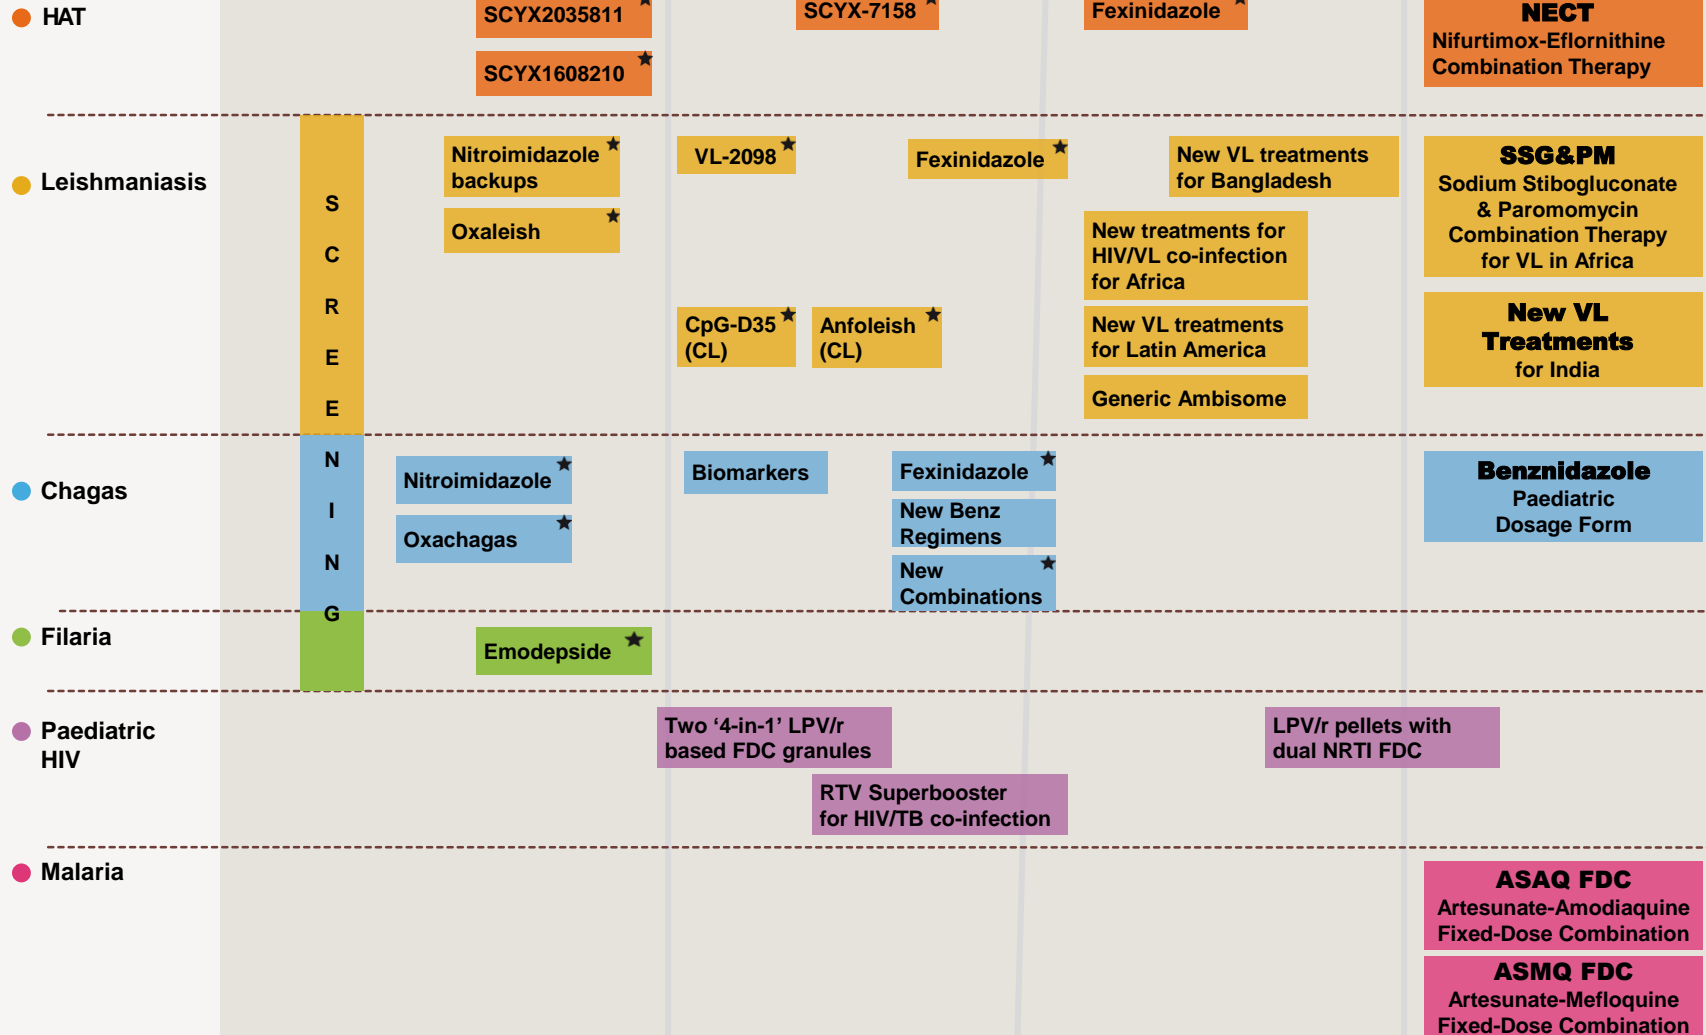 HAT
SCYX2035811
SCYX-7158
Fexinidazole
NECT
Nifurtimox-Eflornithine
Combination Therapy
SCYX1608210
Leishmaniasis
S
C
R
E
E
N
I
N
G
Nitroimidazole
backups
Oxaleish
VL-2098
Fexinidazole
New VL treatments
for Bangladesh
New treatments for
HIV/VL co-infection
for Africa
CpG-D35
(CL)
Anfoleish
(CL)
New VL treatments
for Latin America
Generic Ambisome
SSG&PM
Sodium Stibogluconate
& Paromomycin
Combination Therapy
for VL in Africa
New VL
Treatments
for India
Chagas
Nitroimidazole
Oxachagas
Biomarkers
Fexinidazole
New Benz
Regimens
New
Combinations
Benznidazole
Paediatric
Dosage Form
Filaria
Emodepside
Paediatric
HIV
Two ‘4-in-1’ LPV/r
based FDC granules
RTV Superbooster
for HIV/TB co-infection
LPV/r pellets with
dual NRTI FDC
Malaria
ASAQ FDC
Artesunate-Amodiaquine
Fixed-Dose Combination
ASMQ FDC
Artesunate-Mefloquine
Fixed-Dose Combination